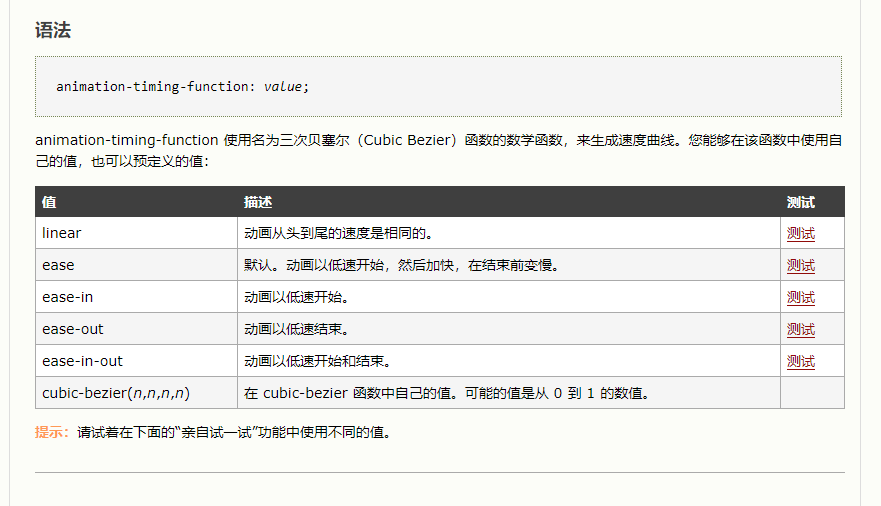 语法
animation-timing-function: value;
animation-timing-function 使用名为三次贝塞尔（Cubic Bezier）函数的数学函数，来生成速度曲线。您能够在该函数中使用自
己的值，也可以预定义的值：
值 描述 测试
linear 动画从头到尾的速度是相同的。 测试
ease 默认。动画以低速开始，然后加快，在结束前变慢。 测试
ease-in 动画以低速开始。 测试
ease-out 动画以低速结束。 测试
ease-in-out 动画以低速开始和结束。 测试
cubic-bezier(n,n,n,n) 在 cubic-bezier 函数中自己的值。可能的值是从 0 到 1 的数值。
提示：请试着在下面的“亲自试一试”功能中使用不同的值。